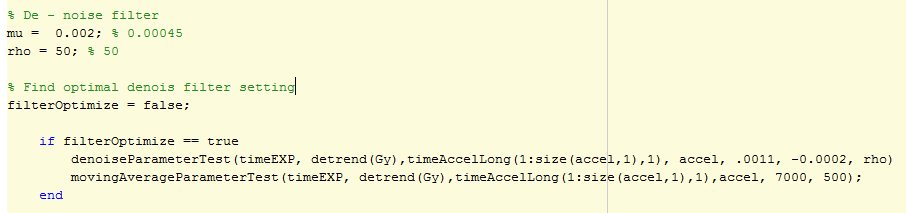 % De - noise filter
mu =  0.002; % 0.00045
rho = 50; % 50
% Find optimal denois filter setting
filterOptimize = false;
if filterOptimize == true
denoiseParameterTest(timeEXP, detrend(Gy),timeAccelLong(1:size(accel,1),1), accel, .0011, -0.0002, rho)
movingAverageParameterTest(timeEXP, detrend(Gy),timeAccelLong(1:size(accel,1),1),accel, 7000, 500);
end